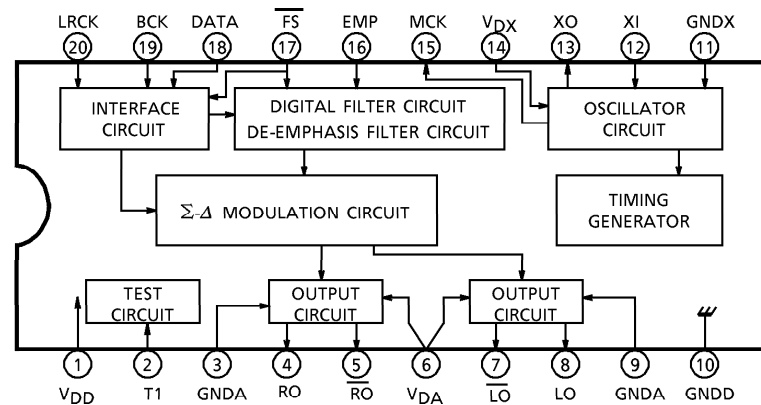 LRCK BCK DATA F̅S̅ EMP MCK VDX XO XI GNDX
20 19 18 17 16 15 14 13 12 11
INTERFACE CIRCUIT
DIGITAL FILTER CIRCUIT
DE-EMPHASIS FILTER CIRCUIT
OSCILLATOR CIRCUIT
Σ-Δ MODULATION CIRCUIT
TIMING GENERATOR
TEST CIRCUIT
OUTPUT CIRCUIT
OUTPUT CIRCUIT
1 2 3 4 5 6 7 8 9 10
VDD T1 GNDA RO R̅O̅ VDA L̅O̅ LO GNDA GNDD